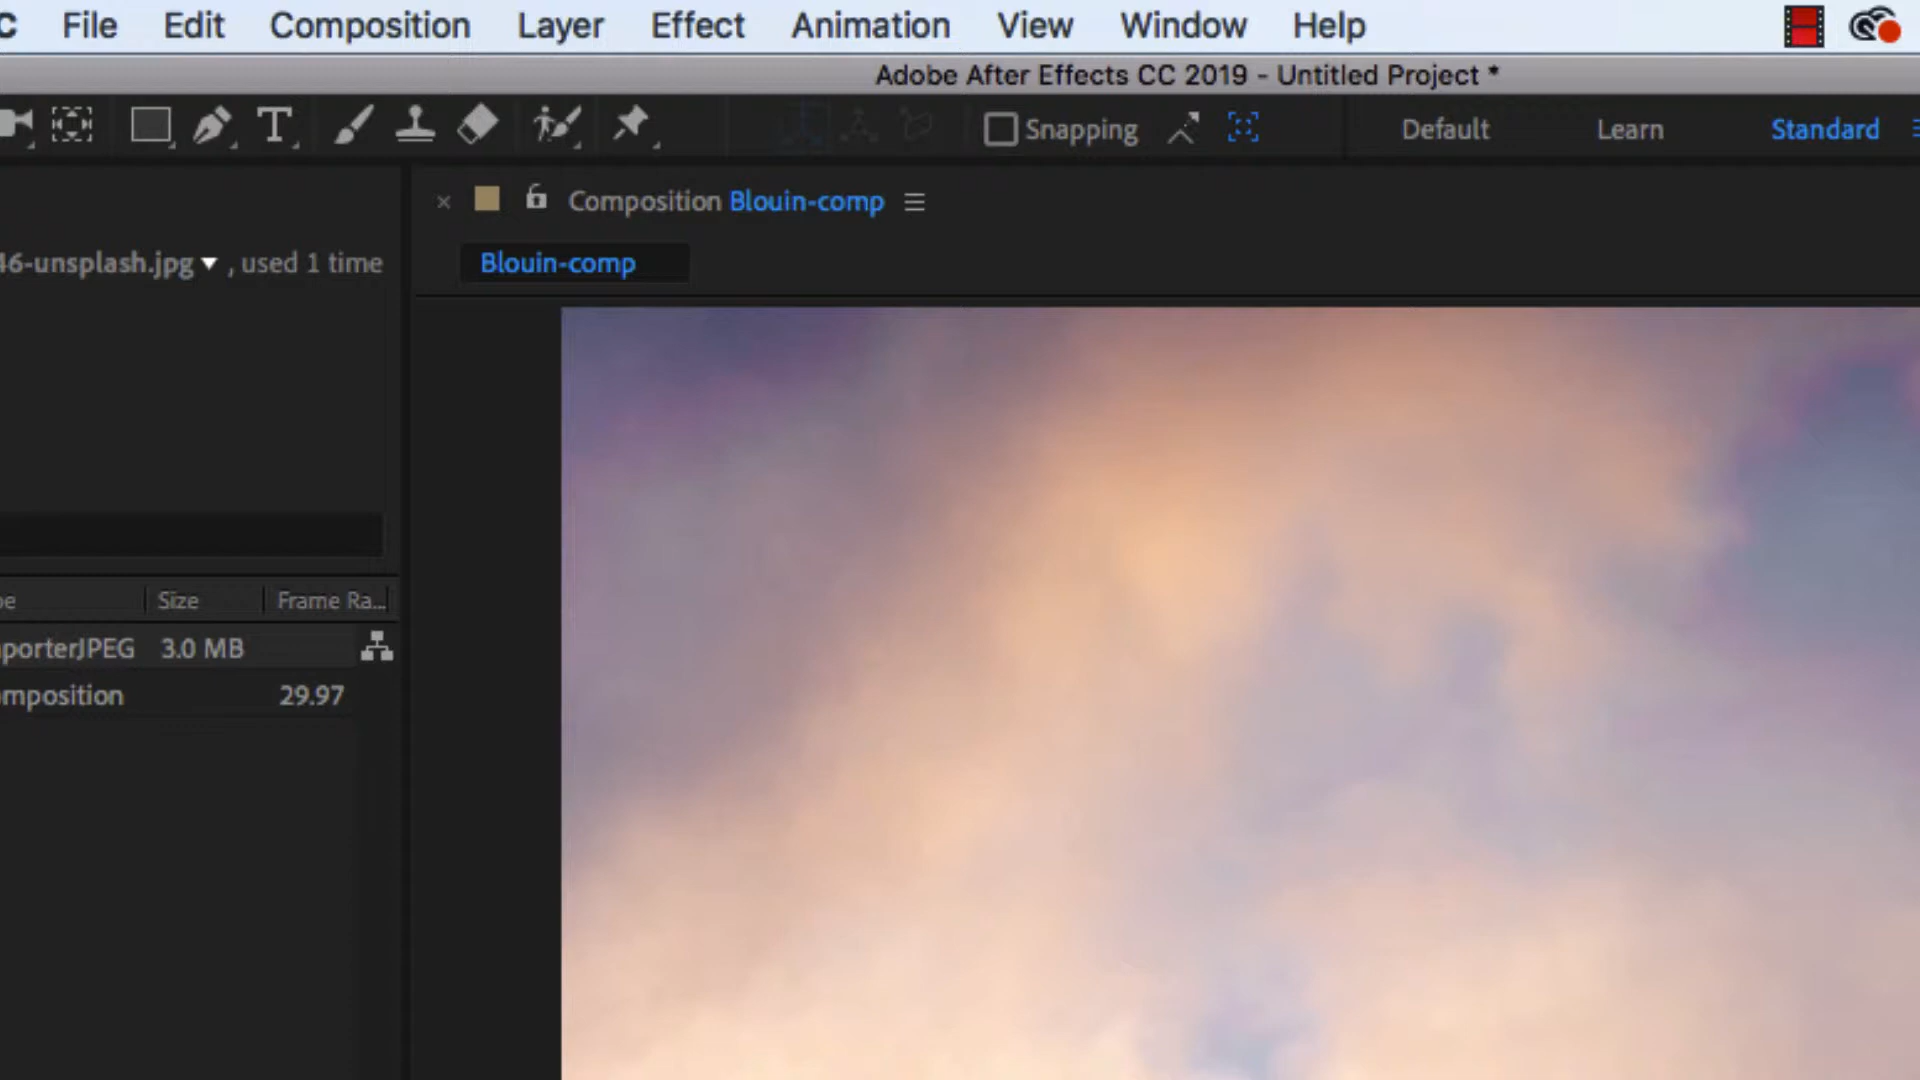 C File Edit Composition Layer Effect Animation View Window Help
Adobe After Effects CC 2019 - Untitled Project *
T Snapping Default Learn Standard
Composition Blouin-comp
46-unsplash.jpg , used 1 time
Blouin-comp
pe Size Frame Ra...
porterJPEG 3.0 MB
mposition 29.97